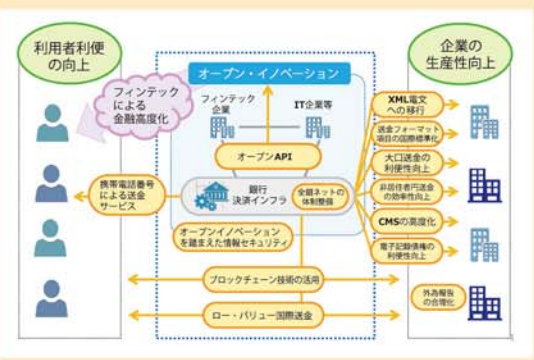 利用者利便
の向上
企業の
生産性向上
オープン・イノベーション
フィンテック
による
金融高度化
フィンテック
企業
IT企業等
オープンAPI
携帯電話番号
による送金
サービス
銀行
決済インフラ
全銀ネットの
体制整備
オープンイノベーション
を踏まえた情報セキュリティ
XML電文
への移行
送金フォーマット
項目の国際標準化
大口送金の
利便性向上
非居住者円送金
の効率性向上
CMSの高度化
電子記録債権の
利便性向上
ブロックチェーン技術の活用
外為報告
の合理化
ロー・バリュー国際送金